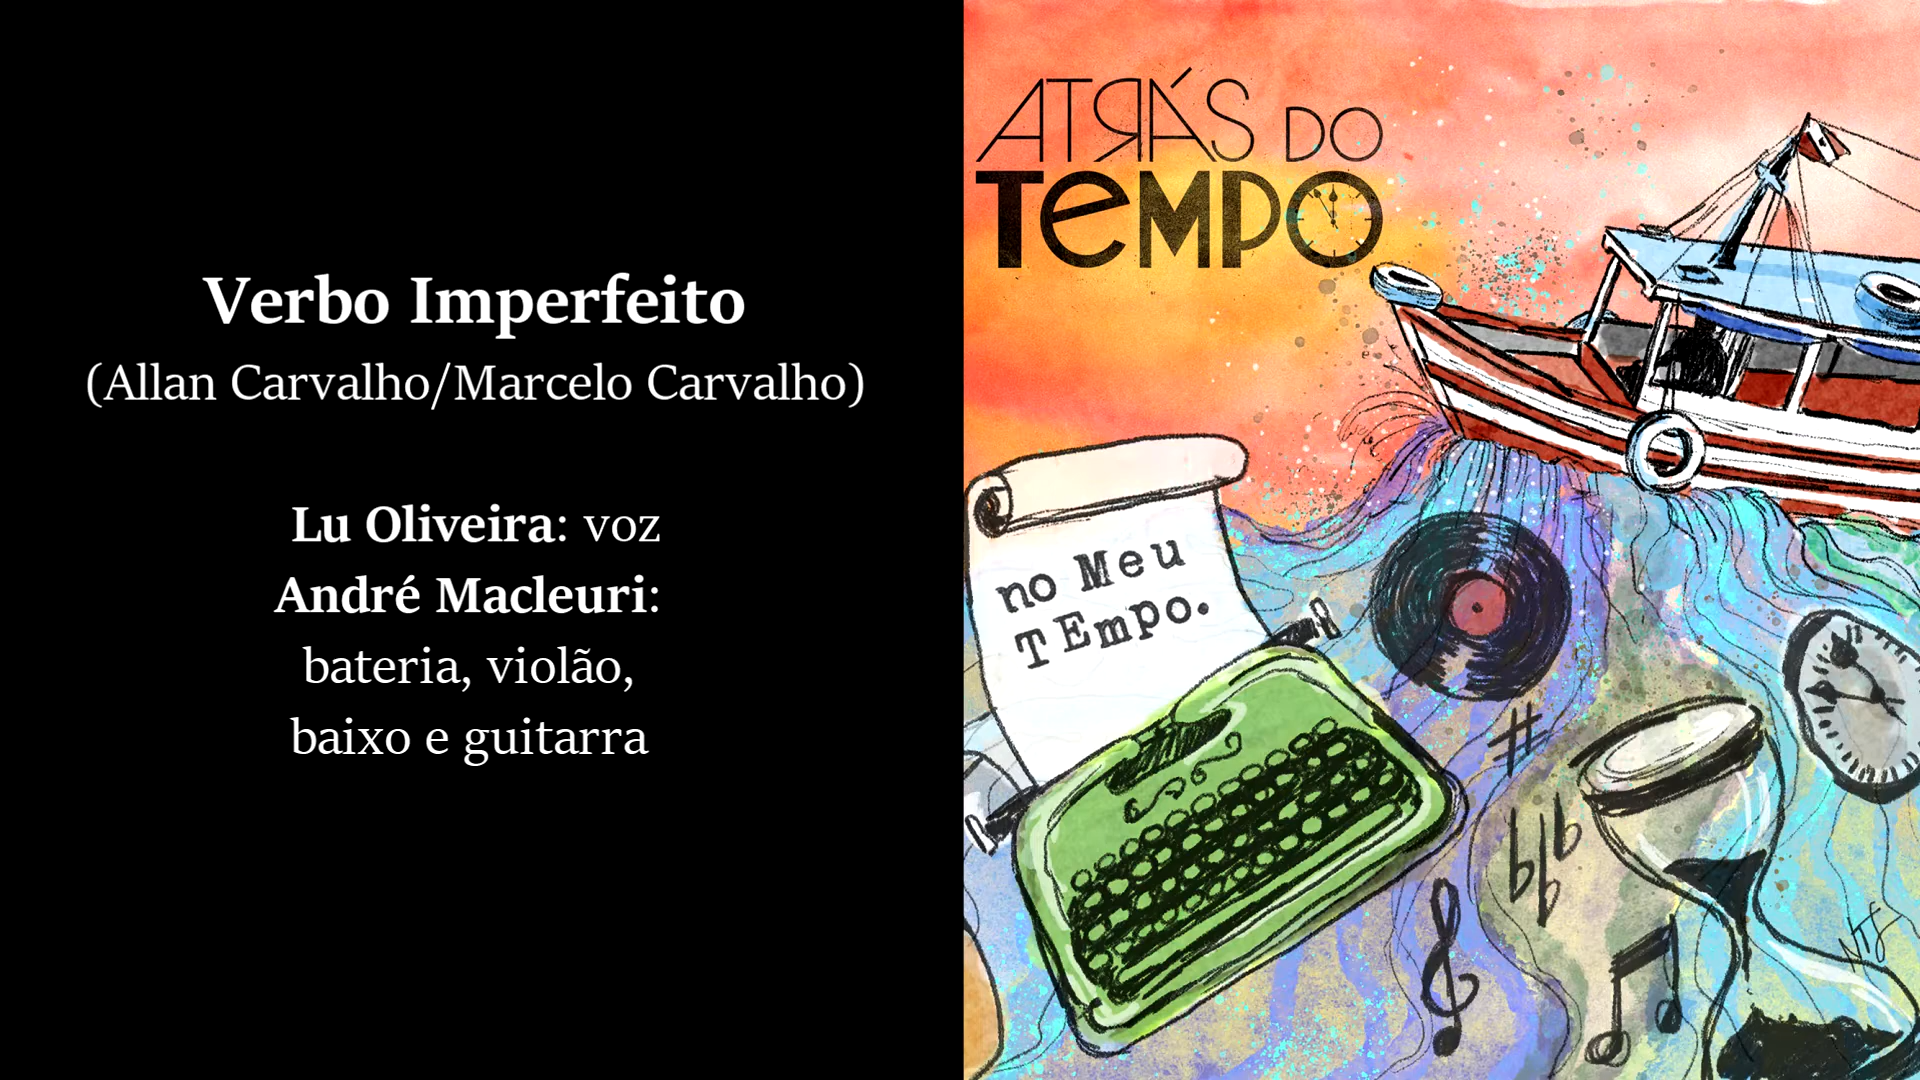 Verbo Imperfeito
(Allan Carvalho/Marcelo Carvalho)
Lu Oliveira: voz
André Macleuri:
bateria, violão,
baixo e guitarra
ATRÁS DO
TEMPO
no Meu
TEmpo.